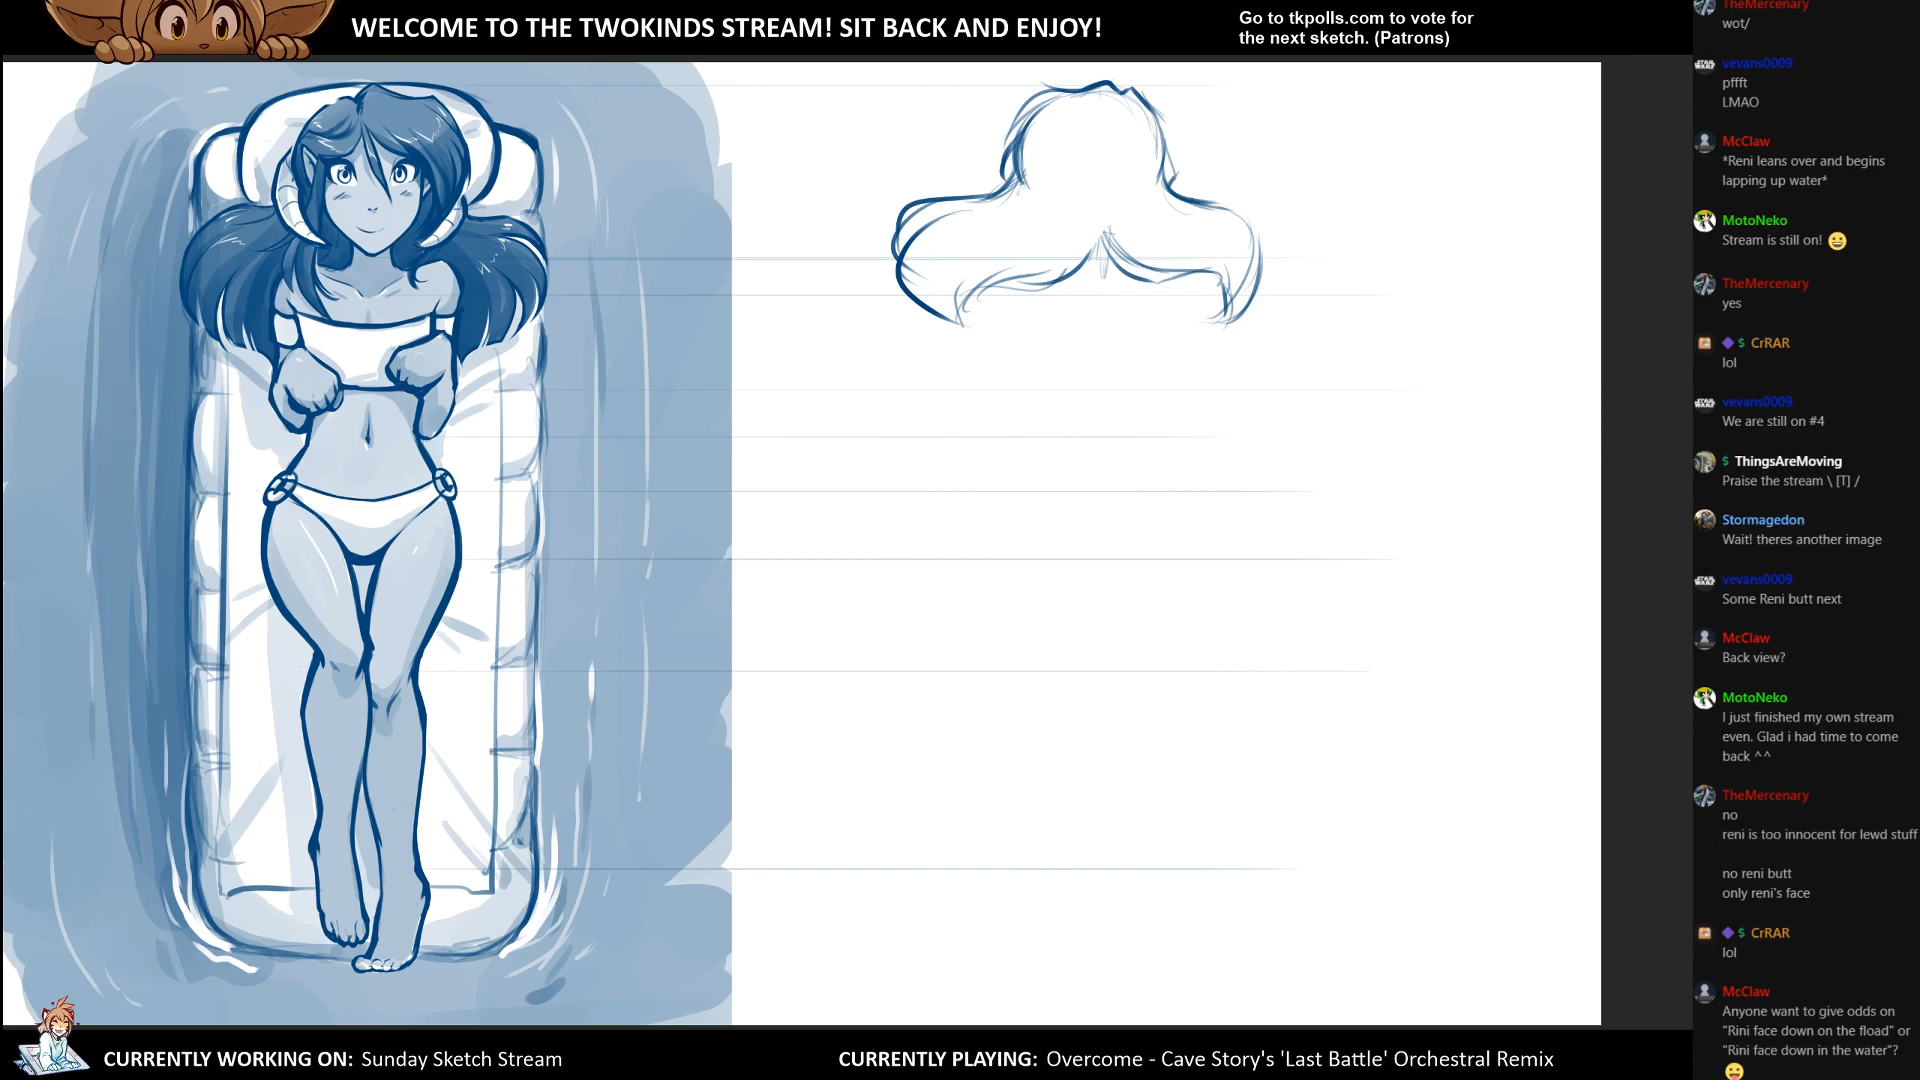 WELCOME TO THE TWOKINDS STREAM! SIT BACK AND ENJOY!
Go to tkpolls.com to vote for
the next sketch. (Patrons)
TheMercenary
wot/
vevans0009
pffft
LMAO
McClaw
*Reni leans over and begins
lapping up water*
MotoNeko
Stream is still on!
TheMercenary
yes
$ CrRAR
lol
vevans0009
We are still on #4
$ ThingsAreMoving
Praise the stream \ [T] /
Stormagedon
Wait! theres another image
vevans0009
Some Reni butt next
McClaw
Back view?
MotoNeko
I just finished my own stream
even. Glad i had time to come
back ^^
TheMercenary
no
reni is too innocent for lewd stuff
no reni butt
only reni's face
$ CrRAR
lol
McClaw
Anyone want to give odds on
"Rini face down on the fload" or
"Rini face down in the water"?
CURRENTLY WORKING ON: Sunday Sketch Stream
CURRENTLY PLAYING: Overcome - Cave Story's 'Last Battle' Orchestral Remix